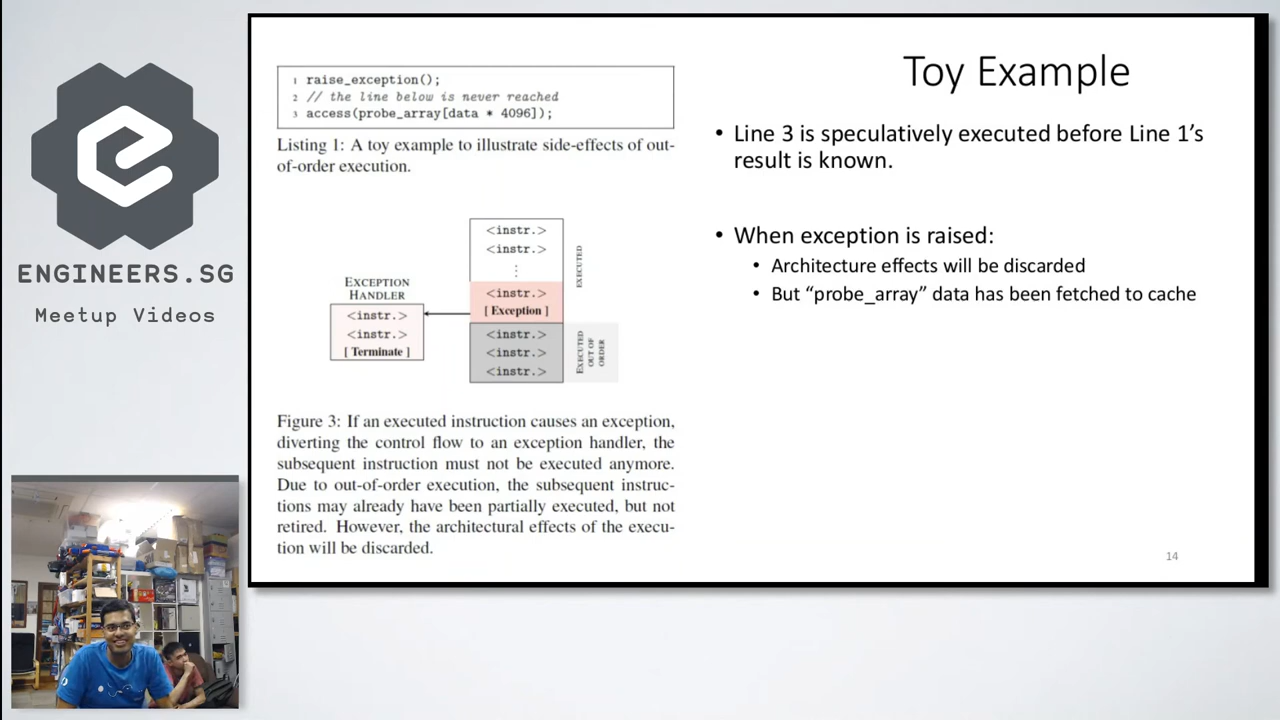 ENGINEERS.SG
Meetup Videos
Toy Example
1 raise_exception();
2 // the line below is never reached
3 access(probe_array[data * 4096]);
Listing 1: A toy example to illustrate side-effects of out-
of-order execution.
<instr.>
<instr.>
⋮
<instr.>
[ Exception ]
<instr.>
<instr.>
<instr.>
EXECUTED
EXECUTED
OUT OF
ORDER
EXCEPTION
HANDLER
<instr.>
<instr.>
[ Terminate ]
Figure 3: If an executed instruction causes an exception,
diverting the control flow to an exception handler, the
subsequent instruction must not be executed anymore.
Due to out-of-order execution, the subsequent instruc-
tions may already have been partially executed, but not
retired. However, the architectural effects of the execu-
tion will be discarded.
• Line 3 is speculatively executed before Line 1’s
result is known.
• When exception is raised:
• Architecture effects will be discarded
• But “probe_array” data has been fetched to cache
14